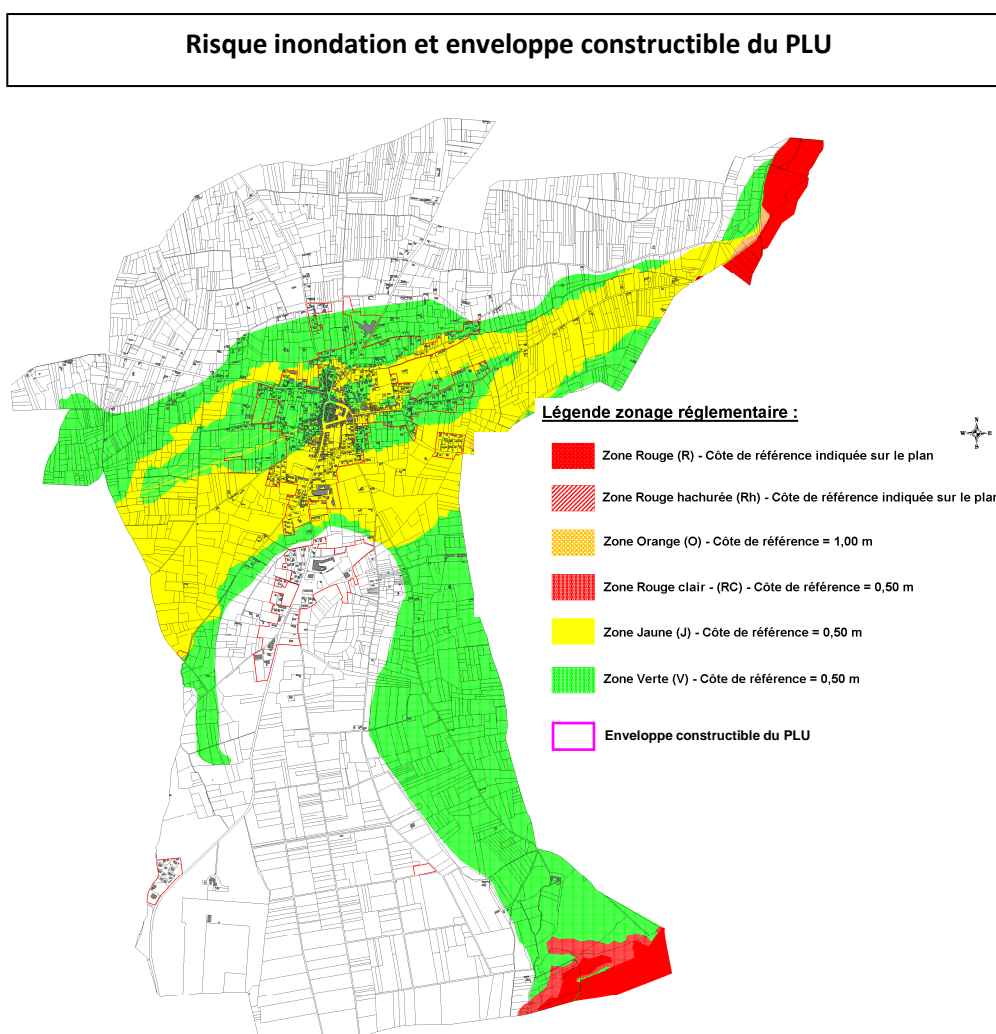 Risque inondation et enveloppe constructible du PLU
Légende zonage réglementaire :
N
W E
S
Zone Rouge (R) - Côte de référence indiquée sur le plan
Zone Rouge hachurée (Rh) - Côte de référence indiquée sur le plan
Zone Orange (O) - Côte de référence = 1,00 m
Zone Rouge clair - (RC) - Côte de référence = 0,50 m
Zone Jaune (J) - Côte de référence = 0,50 m
Zone Verte (V) - Côte de référence = 0,50 m
Enveloppe constructible du PLU